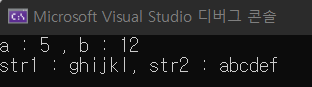 Microsoft Visual Studio 디버그 콘솔
a : 5 , b : 12
str1 : ghijkl, str2 : abcdef